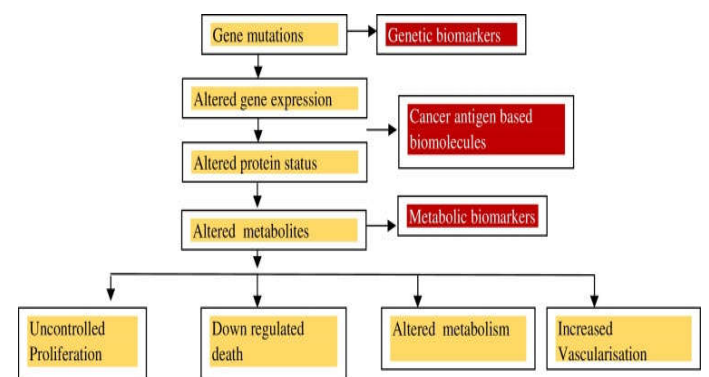 Gene mutations
Genetic biomarkers
Altered gene expression
Cancer antigen based
biomolecules
Altered protein status
Altered metabolites
Metabolic biomarkers
Uncontrolled
Proliferation
Down regulated
death
Altered metabolism
Increased
Vascularisation